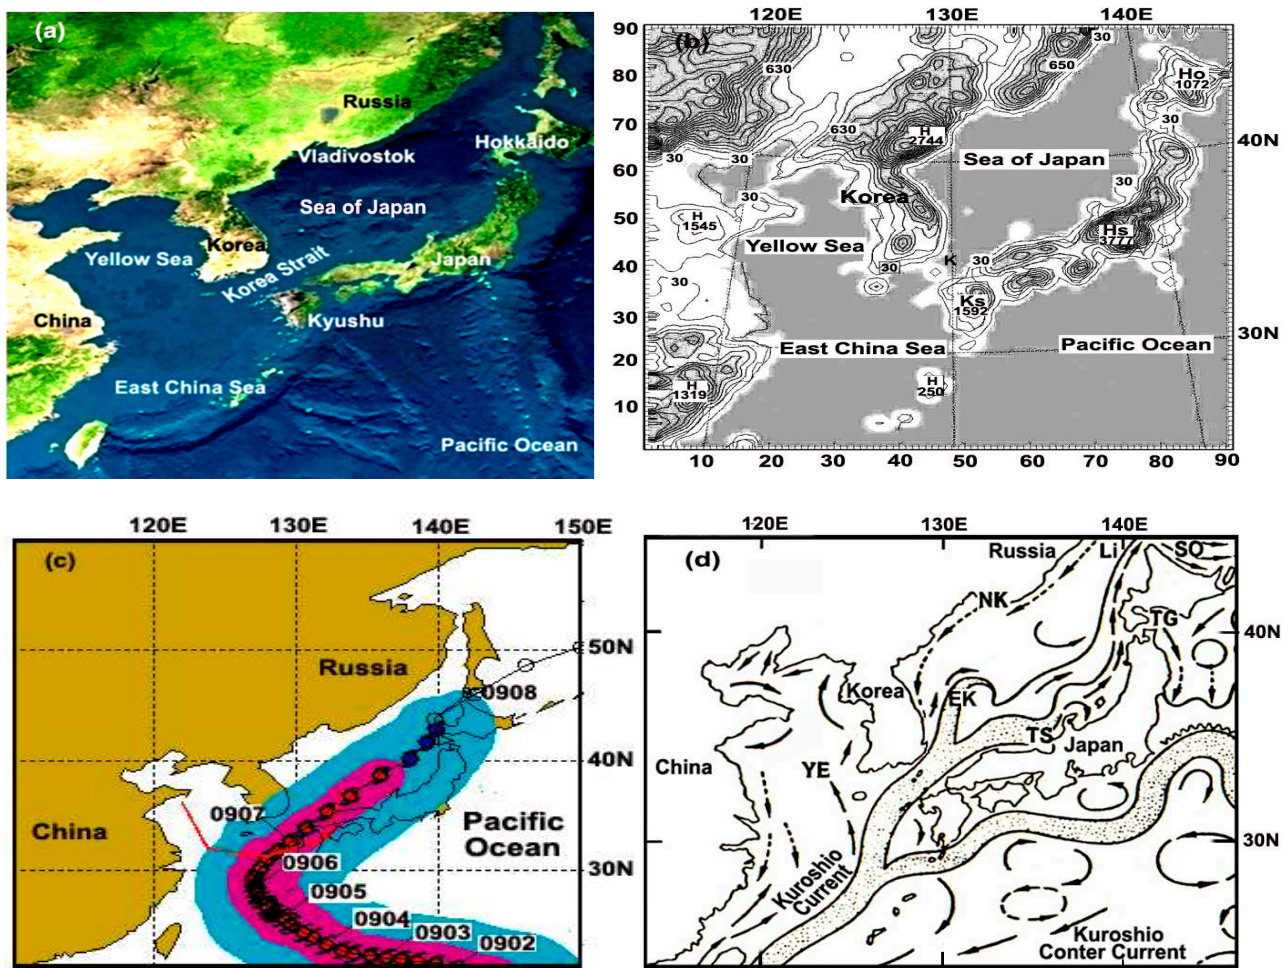 (a)
Russia
Hokkaido
Vladivostok
Sea of Japan
Korea
Yellow Sea
Korea Strait
Japan
China
Kyushu
East China Sea
Pacific Ocean
120E 130E 140E
90
(b)
30
30
630
650
80
Ho
1072
70
630
H
2744
30
40N
30
30
Sea of Japan
60
30
30
Korea
50
H
1545
Hs
3777
Yellow Sea
40
K
30
30
30
Ks
1592
30
30N
East China Sea
Pacific Ocean
20
H
1319
H
250
10
10 20 30 40 50 60 70 80 90
120E 130E 140E 150E
(c)
50N
Russia
0908
40N
0907
China
Pacific
Ocean
0906
30N
0905
0904
0903
0902
120E 130E 140E
(d)
Russia
Li
SO
NK
TG
40N
Korea
EK
TS
Japan
China
YE
30N
Kuroshio
Current
Kuroshio
Conter Current